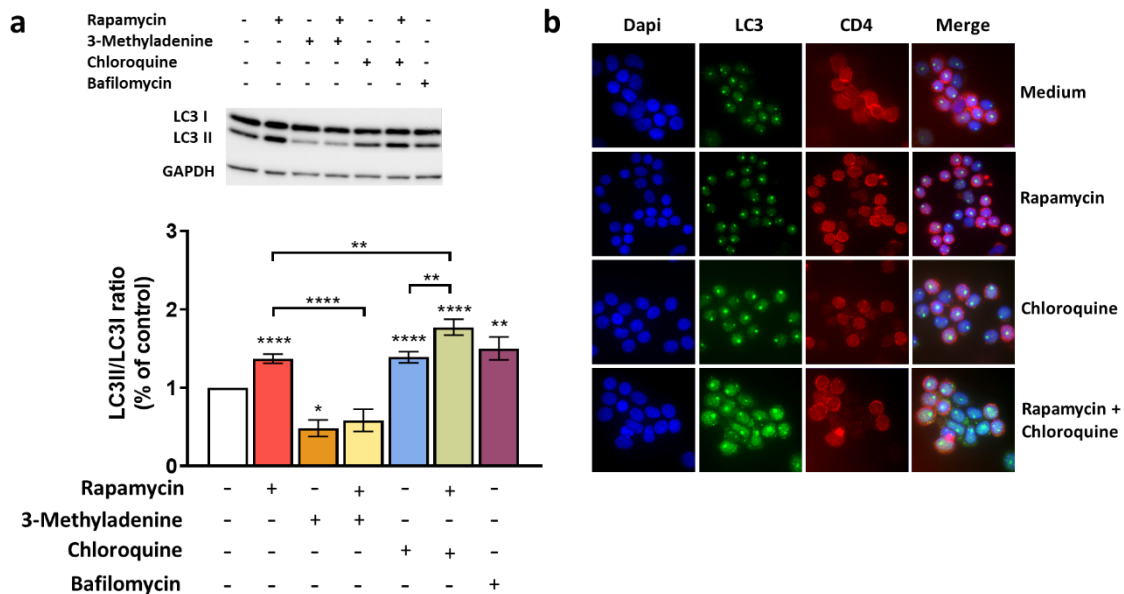 a
Rapamycin - + - + - + -
3-Methyladenine - - + + - - -
Chloroquine - - - - + + -
Bafilomycin - - - - - - +
LC3 I
LC3 II
GAPDH
LC3II/LC3I ratio
(% of control)
3
2
1
0
**
**
****
****
****
****
**
*
Rapamycin - + - + - + -
3-Methyladenine - - + + - - -
Chloroquine - - - - + + -
Bafilomycin - - - - - - +
b
Dapi LC3 CD4 Merge
Medium
Rapamycin
Chloroquine
Rapamycin +
Chloroquine